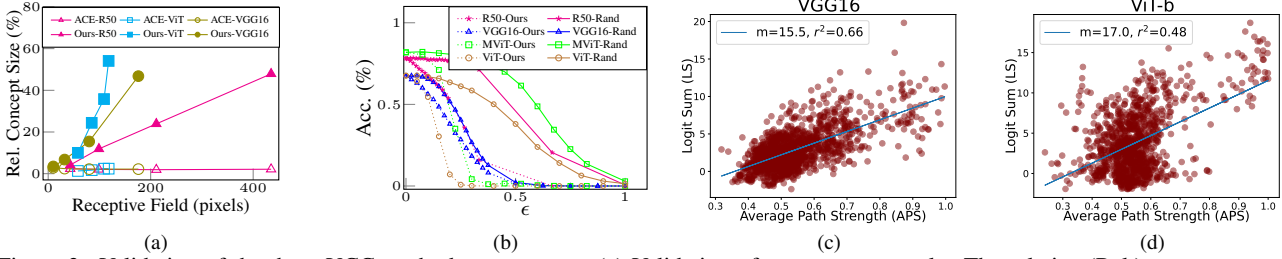 80
60
40
20
0
Rel. Concept Size (%)
ACE-R50 ACE-ViT ACE-VGG16
Ours-R50 Ours-ViT Ours-VGG16
0 200 400
Receptive Field (pixels)
(a)
1
0.5
0
Acc. (%)
R50-Ours R50-Rand
VGG16-Ours VGG16-Rand
MViT-Ours MViT-Rand
ViT-Ours ViT-Rand
0 0.5 1
ϵ
(b)
VGG16
20
15
10
5
0
Logit Sum (LS)
m=15.5, r²=0.66
0.3 0.4 0.5 0.6 0.7 0.8 0.9 1.0
Average Path Strength (APS)
(c)
ViT-b
15
10
5
0
Logit Sum (LS)
m=17.0, r²=0.48
0.3 0.4 0.5 0.6 0.7 0.8 0.9 1.0
Average Path Strength (APS)
(d)